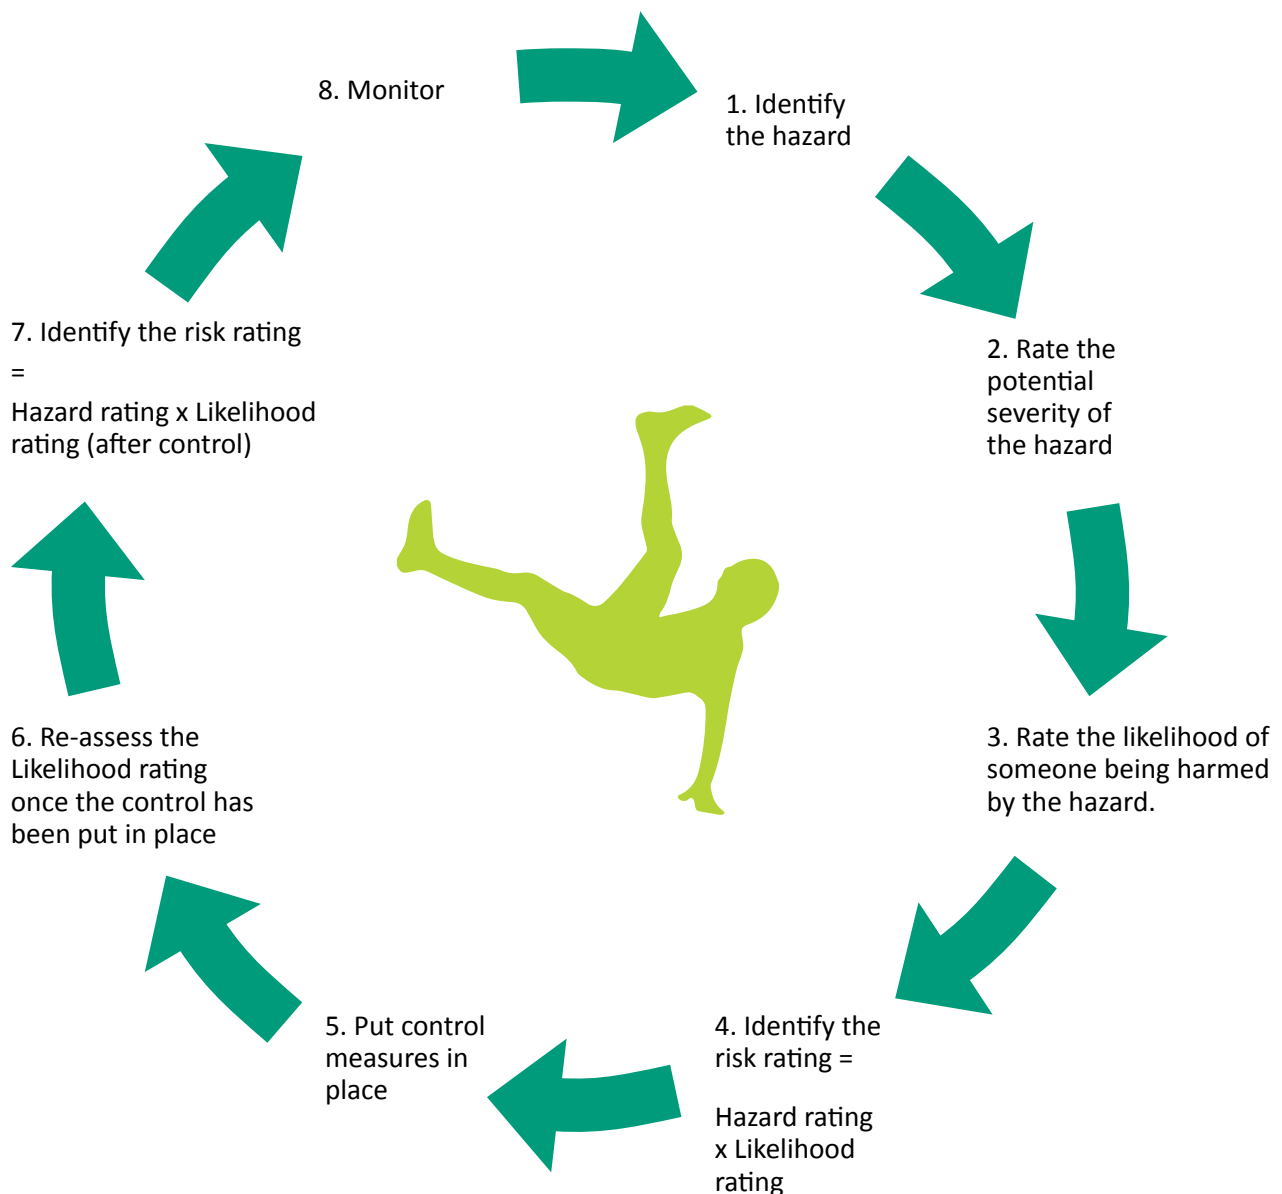 8. Monitor
1. Identify
the hazard
2. Rate the
potential
severity of
the hazard
3. Rate the likelihood of
someone being harmed
by the hazard.
4. Identify the
risk rating =
Hazard rating
x Likelihood
rating
5. Put control
measures in
place
6. Re-assess the
Likelihood rating
once the control has
been put in place
7. Identify the risk rating
=
Hazard rating x Likelihood
rating (after control)